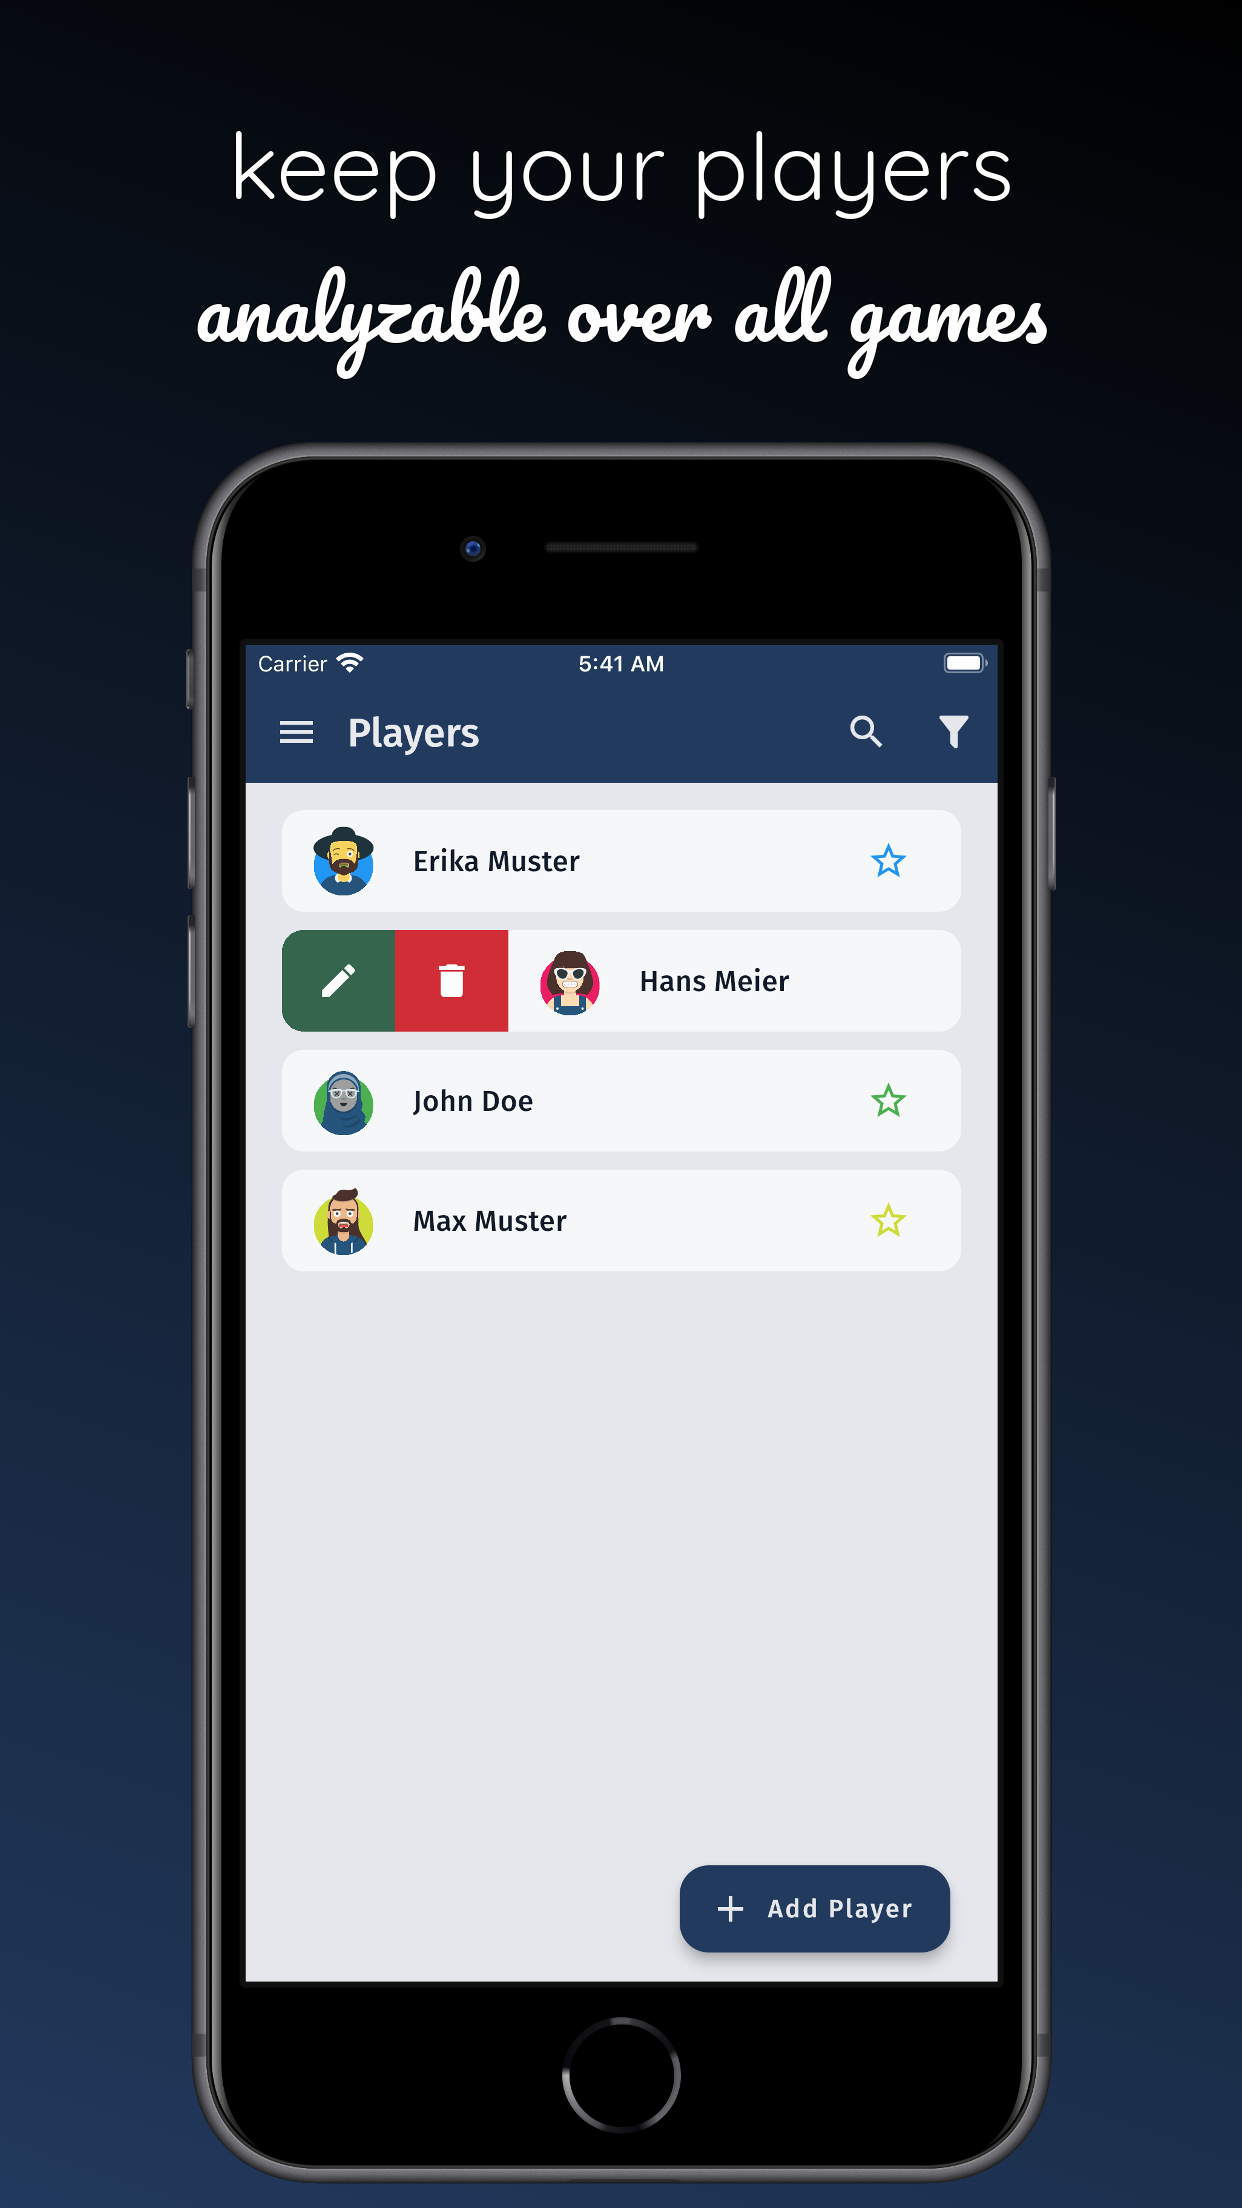 keep your players
analyzable over all games
Carrier 5:41 AM
Players
Erika Muster
Hans Meier
John Doe
Max Muster
Add Player